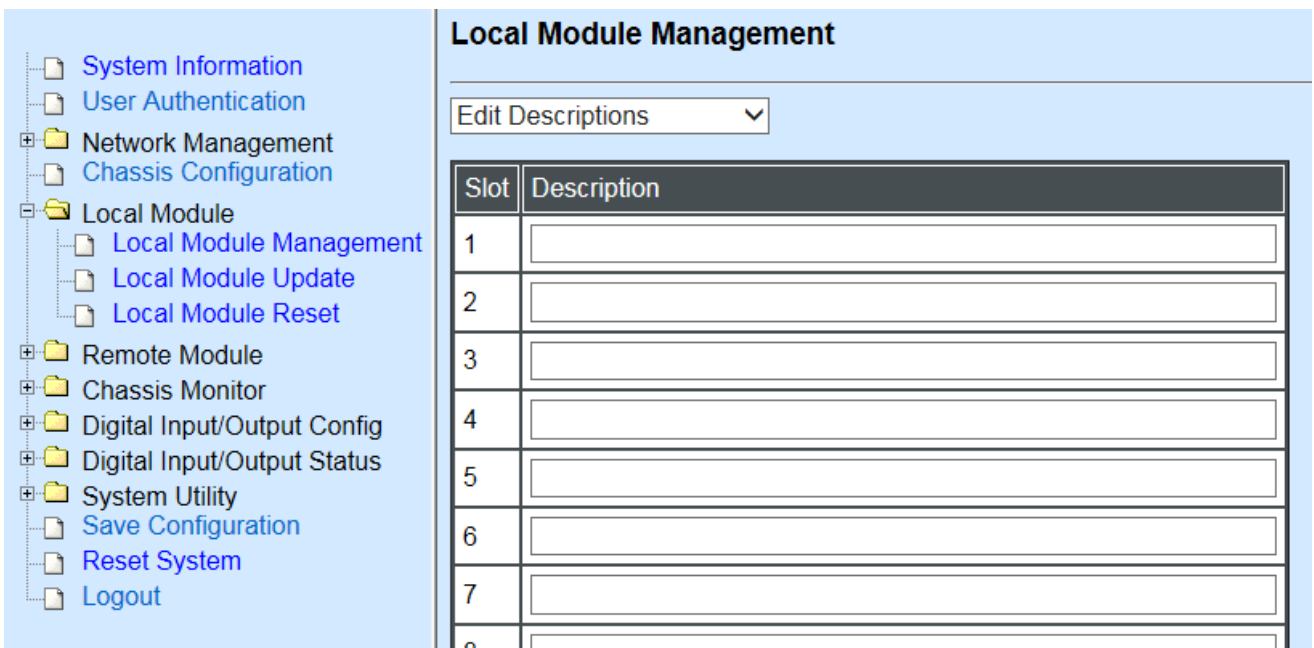 System Information
User Authentication
Network Management
Chassis Configuration
Local Module
Local Module Management
Local Module Update
Local Module Reset
Remote Module
Chassis Monitor
Digital Input/Output Config
Digital Input/Output Status
System Utility
Save Configuration
Reset System
Logout
Local Module Management
Edit Descriptions
Slot Description
1
2
3
4
5
6
7